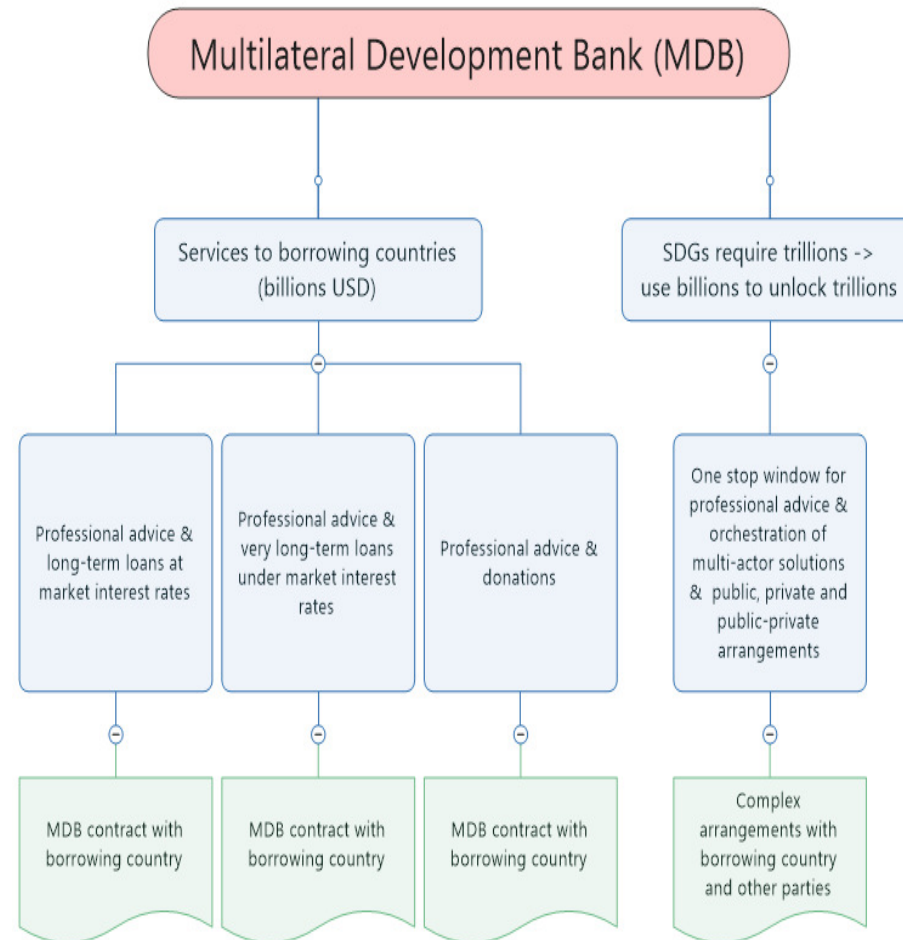 Multilateral Development Bank (MDB)
Services to borrowing countries
(billions USD)
SDGs require trillions ->
use billions to unlock trillions
Professional advice &
long-term loans at
market interest rates
Professional advice &
very long-term loans
under market interest
rates
Professional advice &
donations
One stop window for
professional advice &
orchestration of
multi-actor solutions
& public, private and
public-private
arrangements
MDB contract with
borrowing country
MDB contract with
borrowing country
MDB contract with
borrowing country
Complex
arrangements with
borrowing country
and other parties